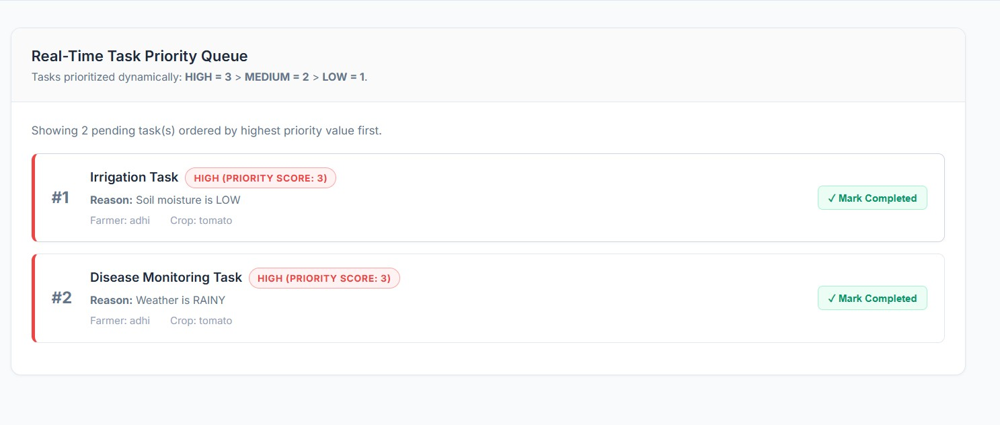 Real-Time Task Priority Queue
Tasks prioritized dynamically: HIGH = 3 > MEDIUM = 2 > LOW = 1.
Showing 2 pending task(s) ordered by highest priority value first.
#1
Irrigation Task HIGH (PRIORITY SCORE: 3)
Reason: Soil moisture is LOW
Farmer: adhi Crop: tomato
✓ Mark Completed
#2
Disease Monitoring Task HIGH (PRIORITY SCORE: 3)
Reason: Weather is RAINY
Farmer: adhi Crop: tomato
✓ Mark Completed